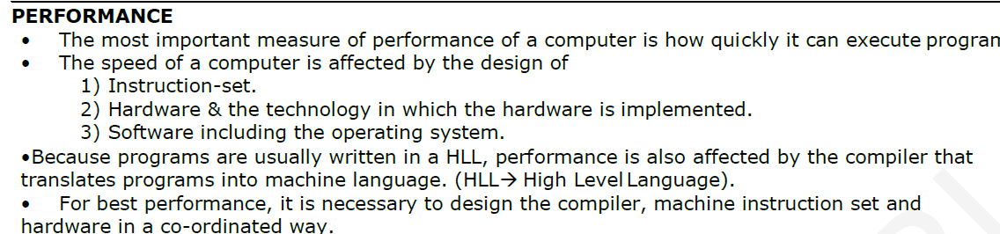 PERFORMANCE
• The most important measure of performance of a computer is how quickly it can execute
• The speed of a computer is affected by the design of
1) Instruction-set.
2) Hardware & the technology in which the hardware is implemented.
3) Software including the operating system.
•Because programs are usually written in a HLL, performance is also affected by the compiler that
translates programs into machine language. (HLL→ High Level Language).
• For best performance, it is necessary to design the compiler, machine instruction set and
hardware in a co-ordinated way.